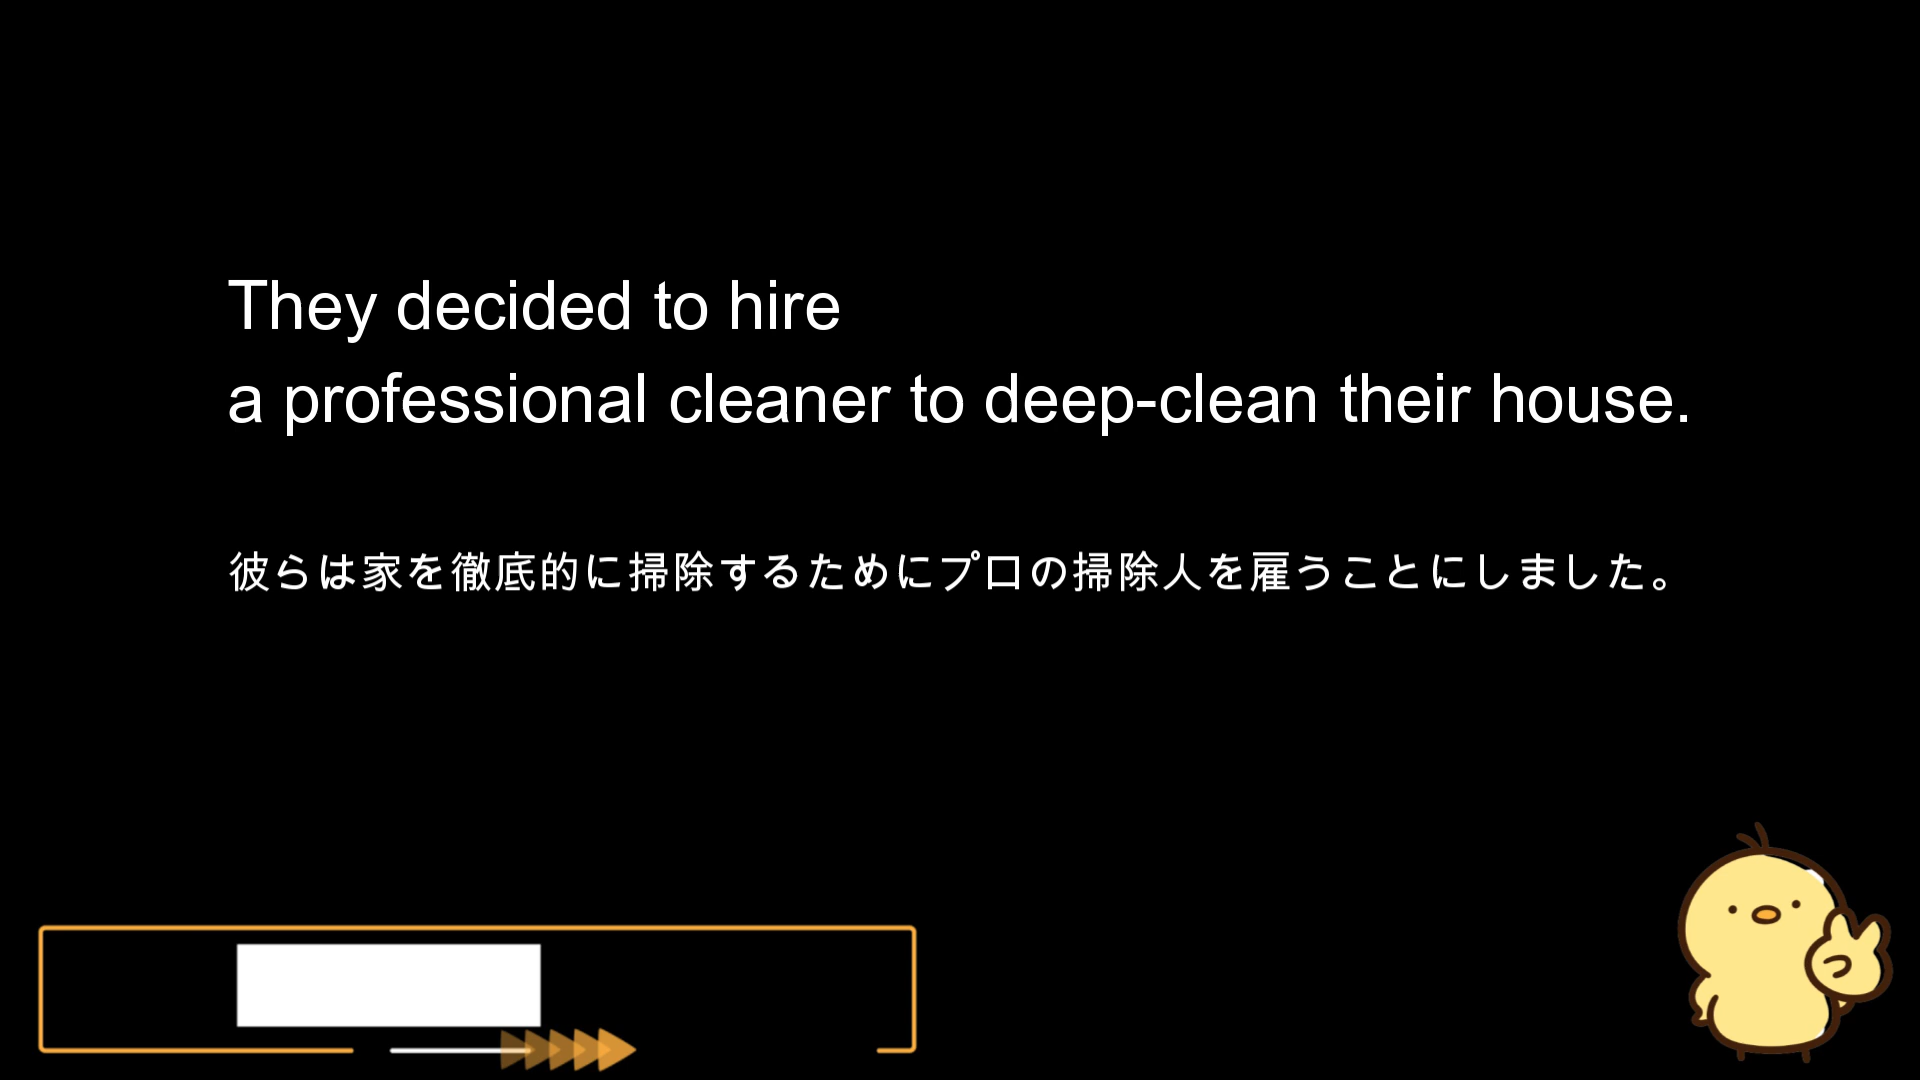 They decided to hire
a professional cleaner to deep-clean their house.
彼らは家を徹底的に掃除するためにプロの掃除人を雇うことにしました。